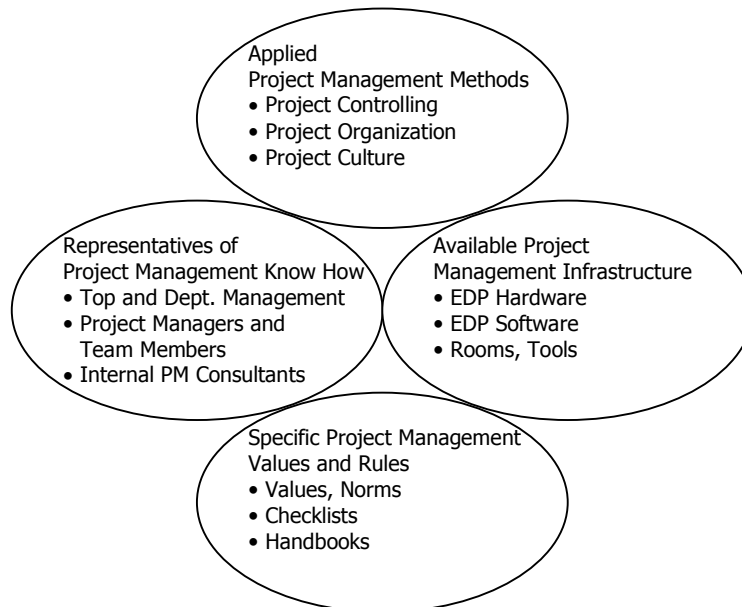 Applied
Project Management Methods
• Project Controlling
• Project Organization
• Project Culture
Representatives of
Project Management Know How
• Top and Dept. Management
• Project Managers and
Team Members
• Internal PM Consultants
Available Project
Management Infrastructure
• EDP Hardware
• EDP Software
• Rooms, Tools
Specific Project Management
Values and Rules
• Values, Norms
• Checklists
• Handbooks